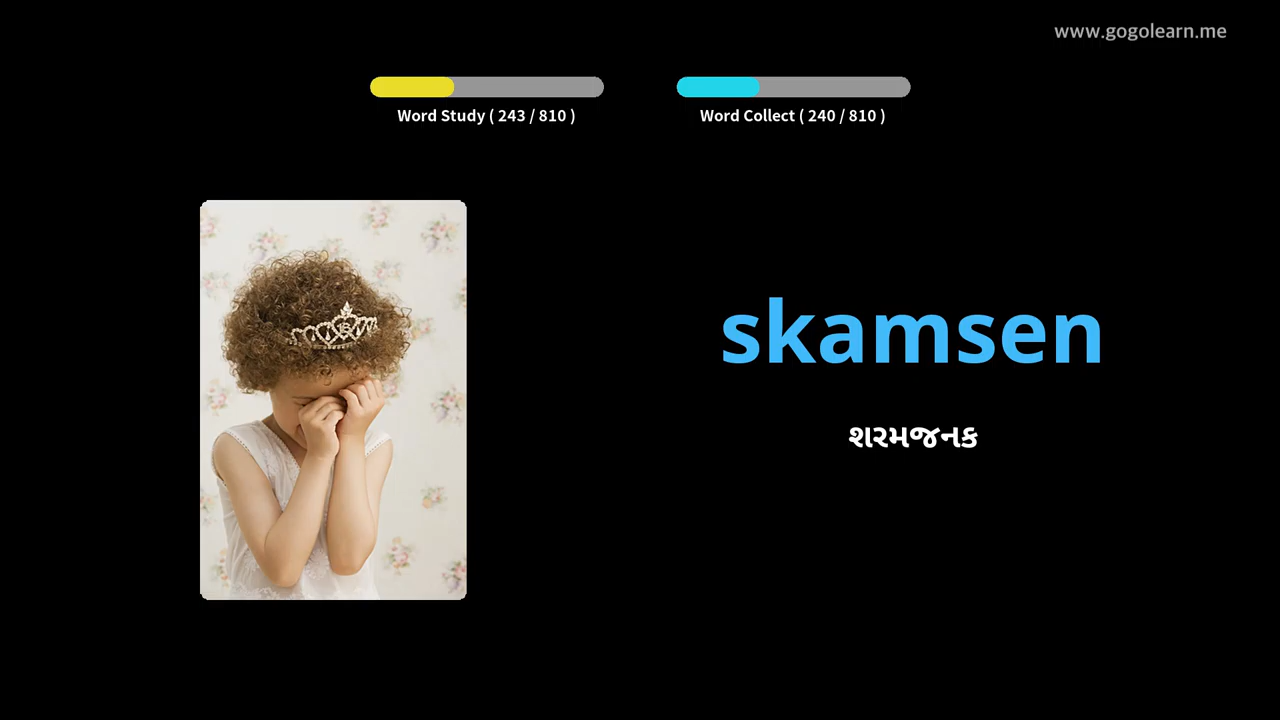 www.gogolearn.me
Word Study ( 243 / 810 )
Word Collect ( 240 / 810 )
skamsen
શરમજનક